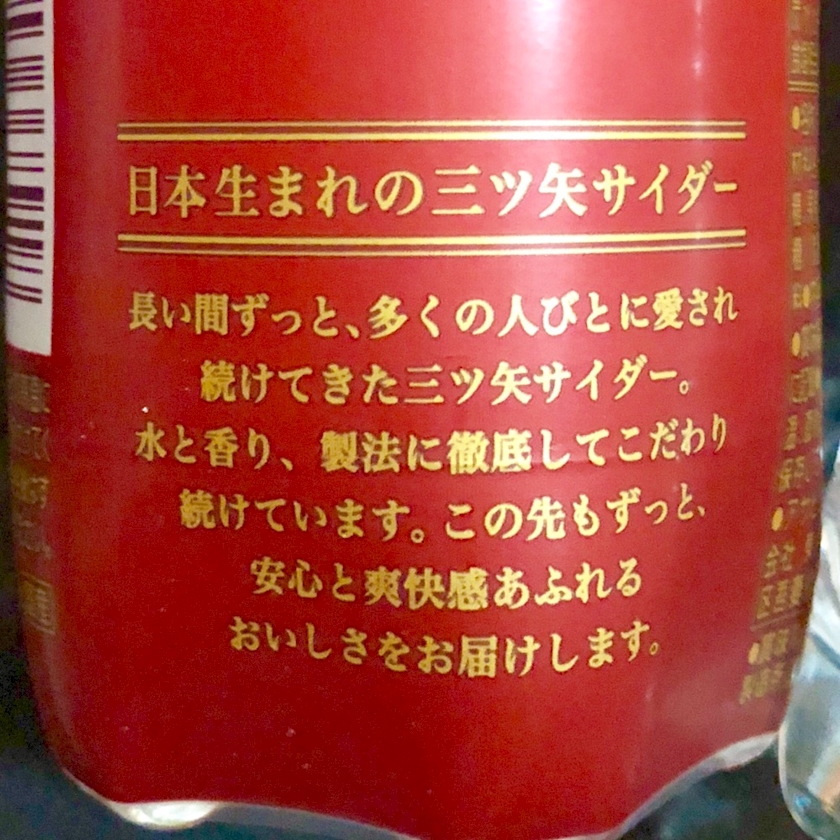 日本生まれの三ツ矢サイダー
長い間ずっと、多くの人びとに愛され
続けてきた三ツ矢サイダー。
水と香り、製法に徹底してこだわり
続けています。この先もずっと、
安心と爽快感あふれる
おいしさをお届けします。